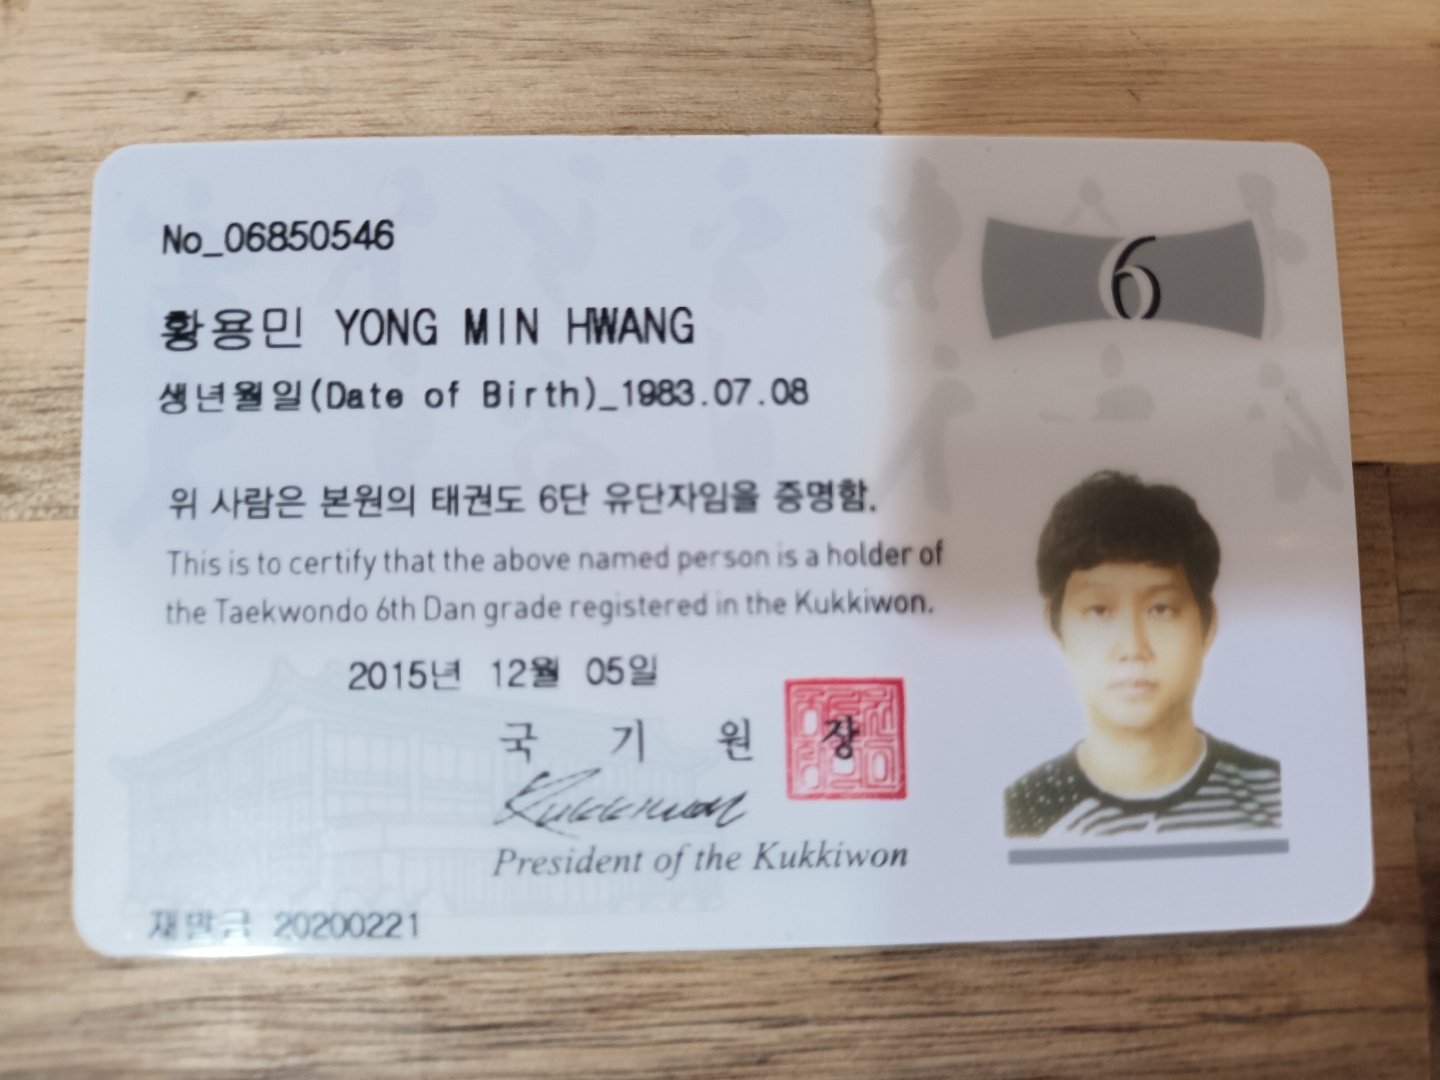 No_06850546
6
황용민 YONG MIN HWANG
생년월일(Date of Birth)_1983.07.08
위 사람은 본원의 태권도 6단 유단자임을 증명함.
This is to certify that the above named person is a holder of
the Taekwondo 6th Dan grade registered in the Kukkiwon.
2015년 12월 05일
국 기 원 장
Kukkiwon
President of the Kukkiwon
재발급 20200221